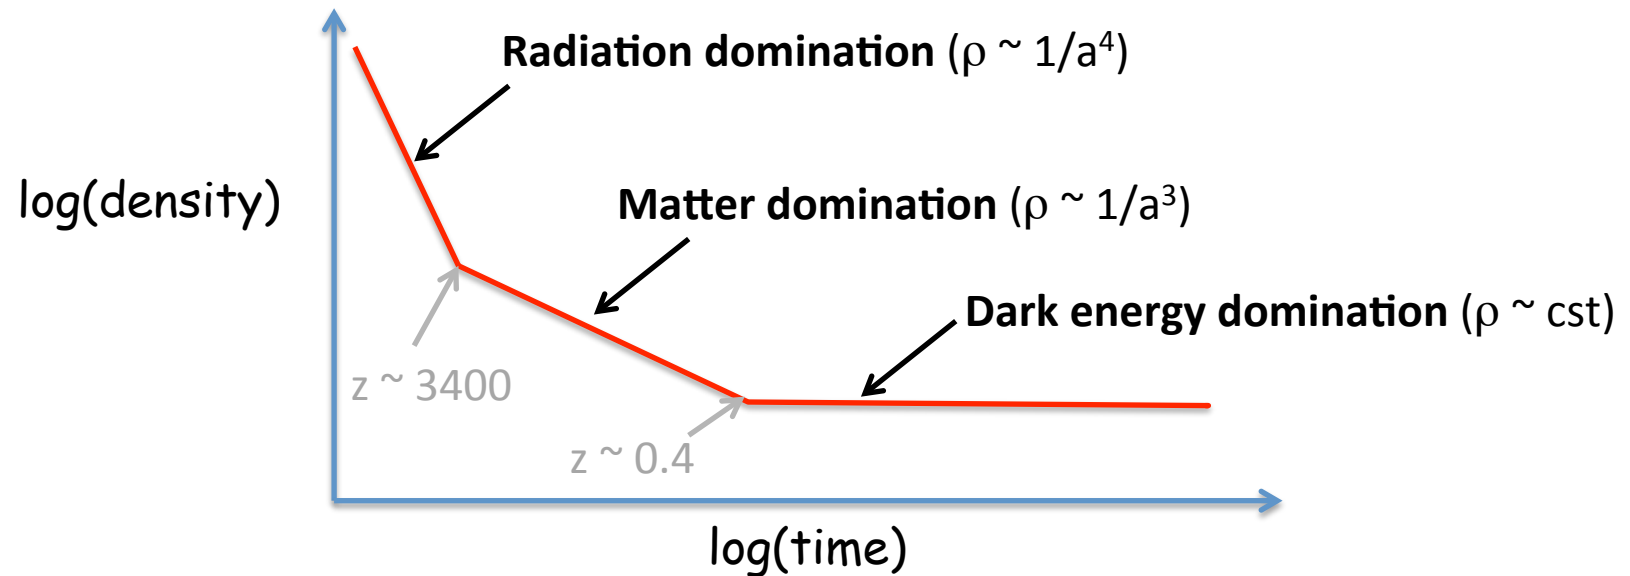 Radiation domination (ρ ~ 1/a⁴)
log(density)
Matter domination (ρ ~ 1/a³)
Dark energy domination (ρ ~ cst)
z ~ 3400
z ~ 0.4
log(time)